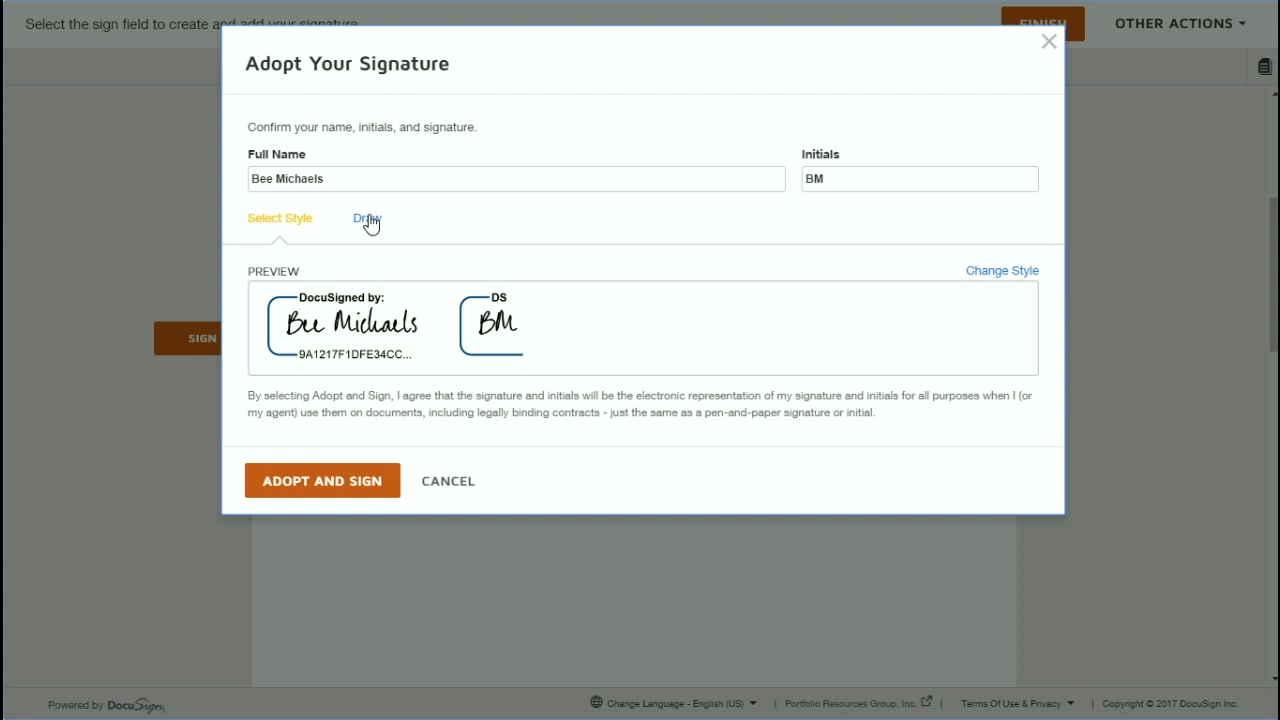 Select the sign field to create and add your signature.
FINISH
OTHER ACTIONS
Adopt Your Signature
Confirm your name, initials, and signature.
Full Name
Initials
Bee Michaels
BM
Select Style
Draw
PREVIEW
Change Style
DocuSigned by:
Bee Michaels
9A1217F1DFE34CC...
DS
BM
SIGN
By selecting Adopt and Sign, I agree that the signature and initials will be the electronic representation of my signature and initials for all purposes when I (or
my agent) use them on documents, including legally binding contracts - just the same as a pen-and-paper signature or initial.
ADOPT AND SIGN
CANCEL
Powered by DocuSign
Change Language - English (US)
| Portfolio Resources Group, Inc.
| Terms Of Use & Privacy
| Copyright © 2017 DocuSign Inc.